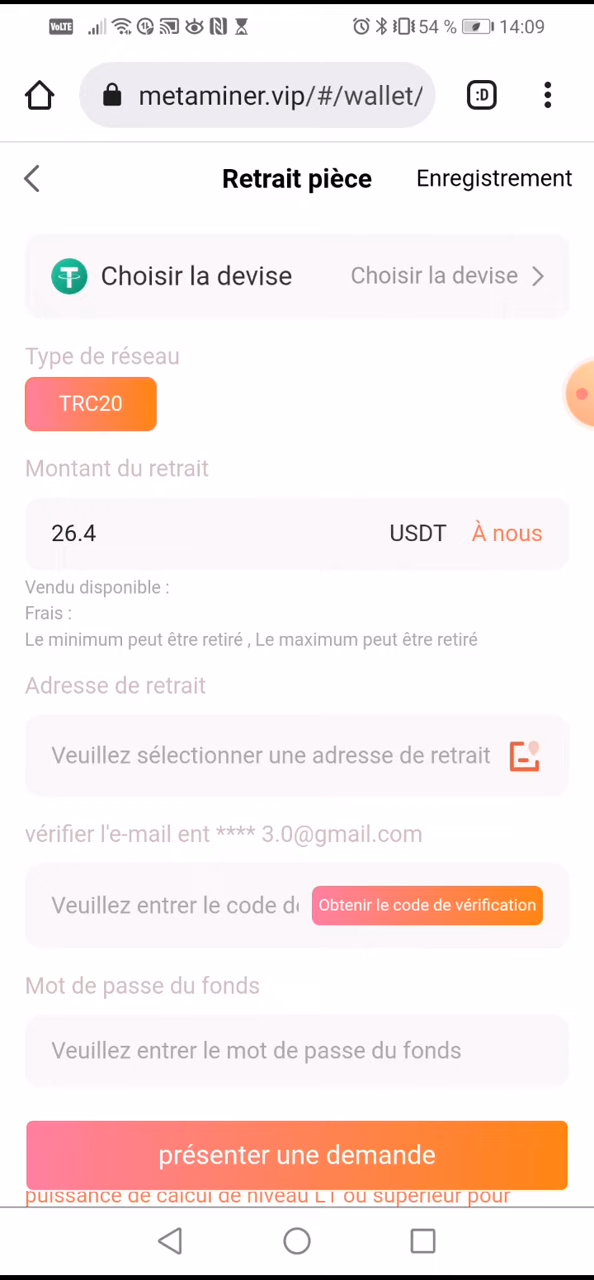 VoLTE 54 % 14:09
metaminer.vip/#/wallet/ :D
Retrait pièce Enregistrement
Choisir la devise Choisir la devise
Type de réseau
TRC20
Montant du retrait
26.4 USDT À nous
Vendu disponible :
Frais :
Le minimum peut être retiré , Le maximum peut être retiré
Adresse de retrait
Veuillez sélectionner une adresse de retrait
vérifier l'e-mail ent **** 3.0@gmail.com
Veuillez entrer le code de Obtenir le code de vérification
Mot de passe du fonds
Veuillez entrer le mot de passe du fonds
présenter une demande
puissance de calcul de niveau L1 ou supérieur pour